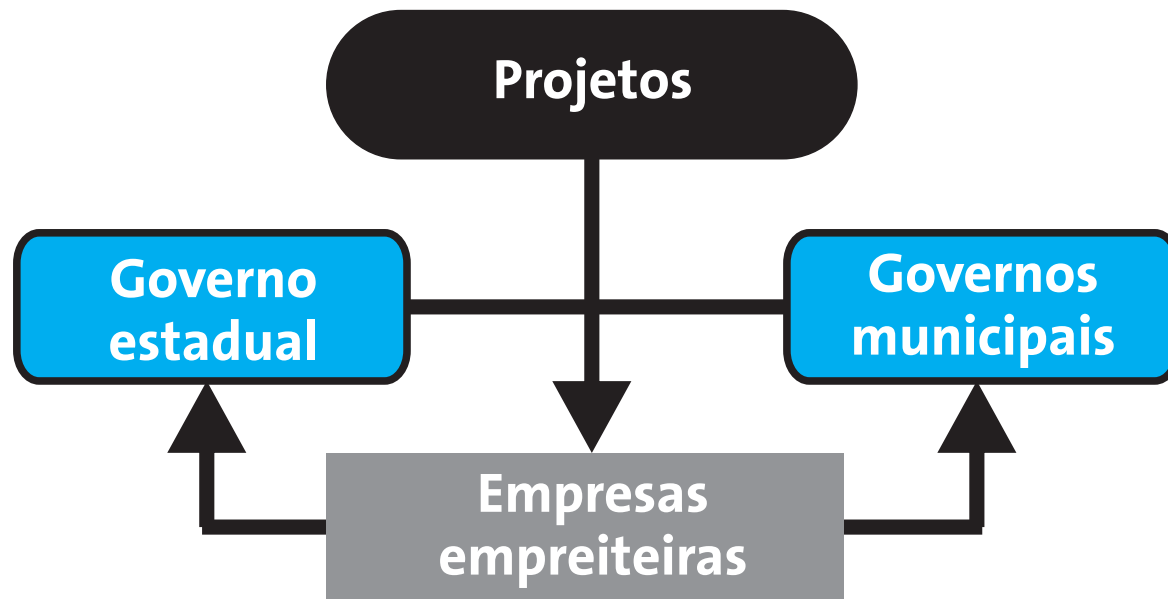 Projetos
Governo
estadual
Governos
municipais
Empresas
empreiteiras